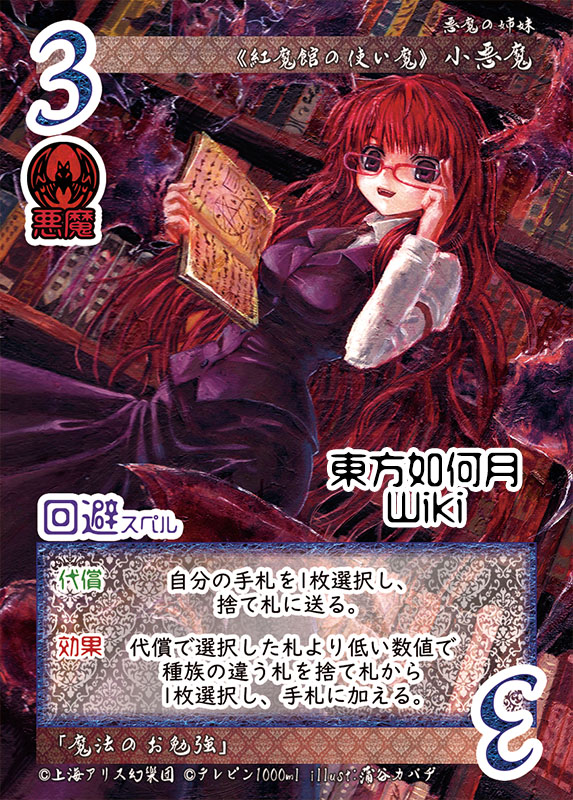 3
悪魔の姉妹
《紅魔館の使い魔》 小悪魔
悪魔
東方如何月
Wiki
回避スペル
代償 自分の手札を1枚選択し、
捨て札に送る。
効果 代償で選択した札より低い数値で
種族の違う札を捨て札から
1枚選択し、手札に加える。
3
「魔法のお勉強」
©上海アリス幻樂団 ©テレピン1000ml illust:蒲谷カバヂ